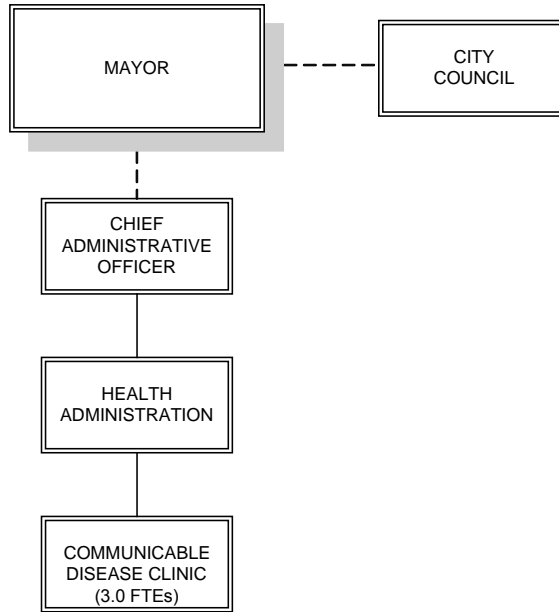 MAYOR
CITY
COUNCIL
CHIEF
ADMINISTRATIVE
OFFICER
HEALTH
ADMINISTRATION
COMMUNICABLE
DISEASE CLINIC
(3.0 FTEs)